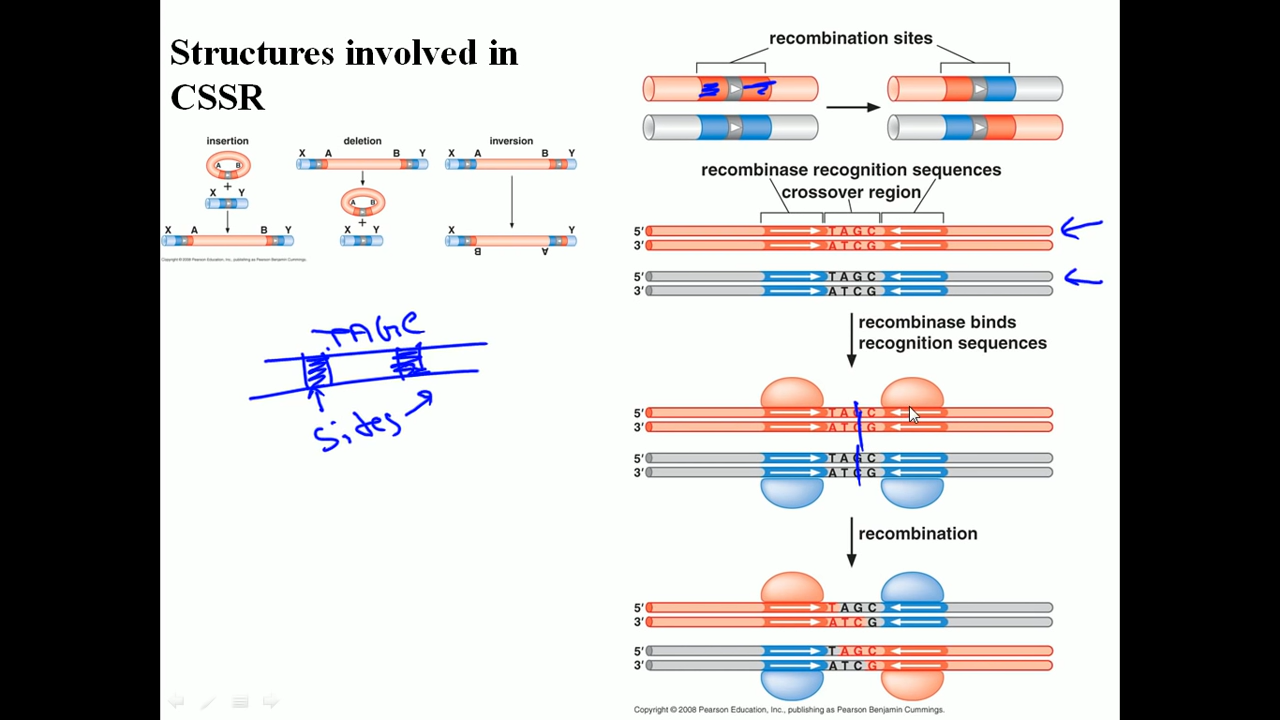 Structures involved in
CSSR
insertion
A B
+
X Y
X A B Y
deletion
X A B Y
A B
+
X Y
inversion
X A B Y
X Y
B A
Copyright © 2008 Pearson Education, Inc., publishing as Pearson Benjamin Cummings.
TAGC
Sites
recombination sites
recombinase recognition sequences
crossover region
5′ TAGC
3′ ATCG
5′ TAGC
3′ ATCG
recombinase binds
recognition sequences
5′ TAGC
3′ ATCG
5′ TAGC
3′ ATCG
recombination
5′ TAGC
3′ ATCG
5′ TAGC
3′ ATCG
Copyright © 2008 Pearson Education, Inc., publishing as Pearson Benjamin Cummings.